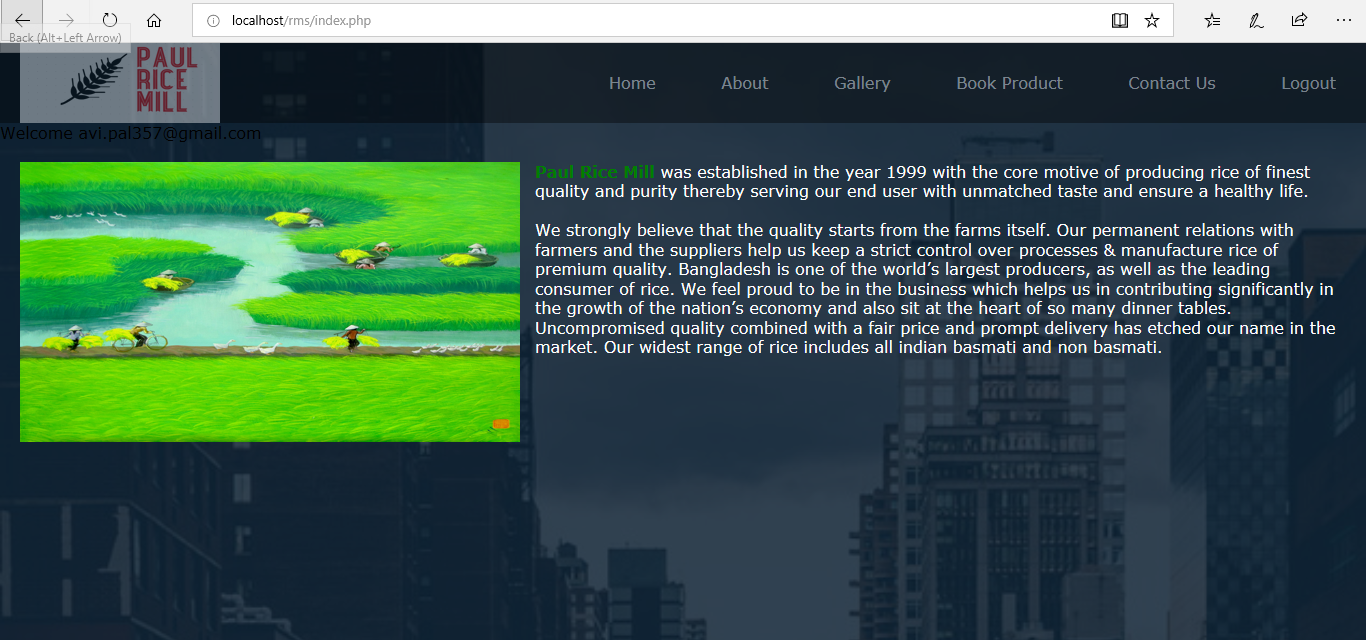 localhost/rms/index.php
Back (Alt+Left Arrow)
PAUL
RICE
MILL
Home About Gallery Book Product Contact Us Logout
Welcome avi.pal357@gmail.com
Paul Rice Mill was established in the year 1999 with the core motive of producing rice of finest
quality and purity thereby serving our end user with unmatched taste and ensure a healthy life.
We strongly believe that the quality starts from the farms itself. Our permanent relations with
farmers and the suppliers help us keep a strict control over processes & manufacture rice of
premium quality. Bangladesh is one of the world’s largest producers, as well as the leading
consumer of rice. We feel proud to be in the business which helps us in contributing significantly in
the growth of the nation’s economy and also sit at the heart of so many dinner tables.
Uncompromised quality combined with a fair price and prompt delivery has etched our name in the
market. Our widest range of rice includes all indian basmati and non basmati.